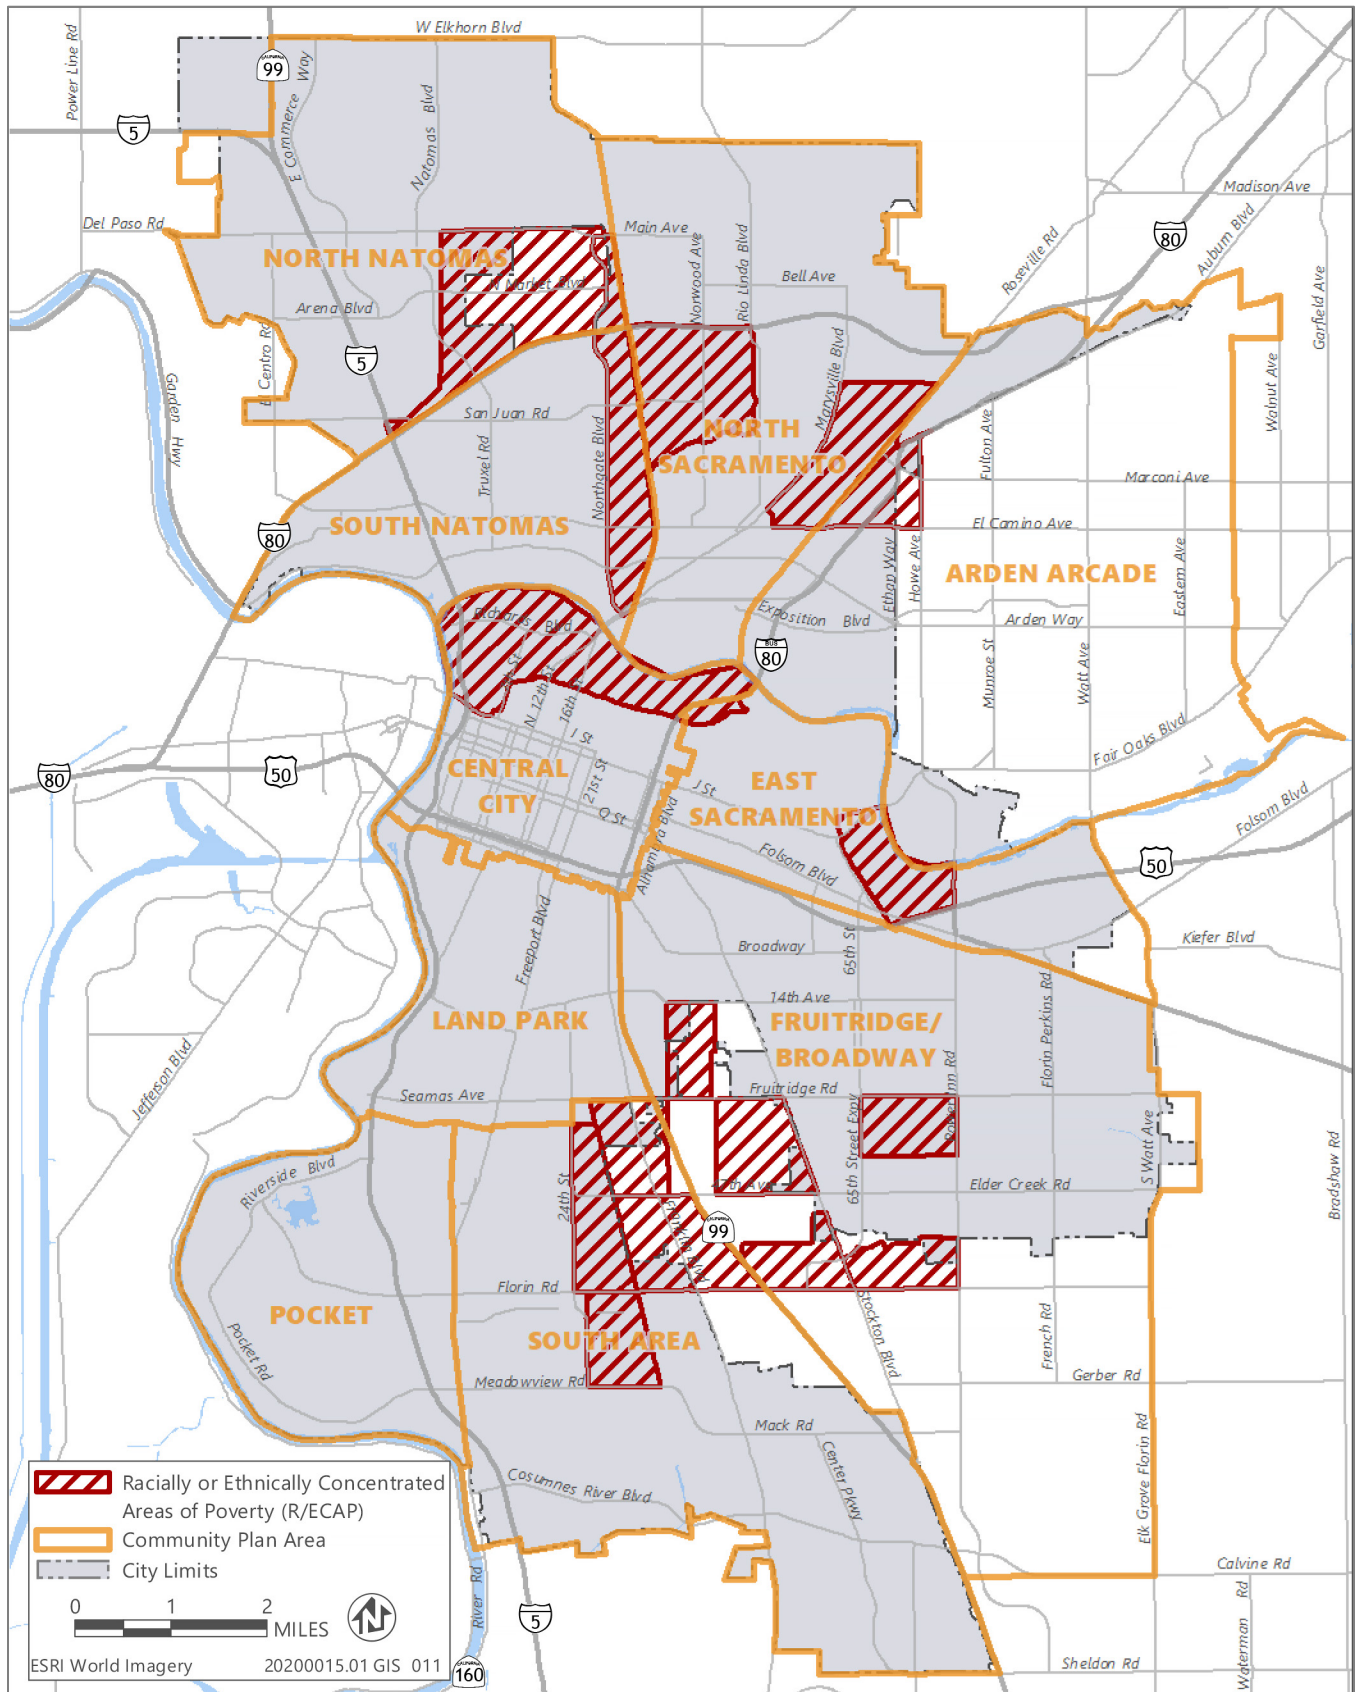 W Elkhorn Blvd
Power Line Rd
CALIFORNIA
99
E Commerce Way
Natomas Blvd
5
Madison Ave
Del Paso Rd
Main Ave
80
Auburn Blvd
Roseville Rd
NORTH NATOMAS
Norwood Ave
Rio Linda Blvd
Bell Ave
N Market Blvd
Arena Blvd
Garfield Ave
El Centro Rd
5
Marysville Blvd
Walnut Ave
Garden Hwy
San Juan Rd
Truxel Rd
Northgate Blvd
NORTH
SACRAMENTO
Fulton Ave
Marconi Ave
SOUTH NATOMAS
El Camino Ave
80
Ethan Way
Howe Ave
ARDEN ARCADE
Eastern Ave
Richards Blvd
Exposition Blvd
Arden Way
BUS
80
Munroe St
Watt Ave
N 12th St
16th St
J St
Fair Oaks Blvd
80
50
CENTRAL
CITY
21st St
Q St
J St
EAST
SACRAMENTO
Alhambra Blvd
Folsom Blvd
Folsom Blvd
50
Freeport Blvd
Broadway
65th St
Kiefer Blvd
14th Ave
LAND PARK
FRUITRIDGE/
BROADWAY
Florin Perkins Rd
Jefferson Blvd
Seamas Ave
Fruitridge Rd
65th Street Expy
S Watt Ave
Bradshaw Rd
Riverside Blvd
24th St
47th Ave
Elder Creek Rd
Franklin Blvd
CALIFORNIA
99
Florin Rd
POCKET
Pocket Rd
SOUTH AREA
Stockton Blvd
French Rd
Meadowview Rd
Gerber Rd
Mack Rd
Center Pkwy
Elk Grove Florin Rd
Cosumnes River Blvd
Calvine Rd
River Rd
5
Waterman Rd
Sheldon Rd
CALIFORNIA
160
Racially or Ethnically Concentrated
Areas of Poverty (R/ECAP)
Community Plan Area
City Limits
0 1 2
MILES
ESRI World Imagery 20200015.01 GIS 011